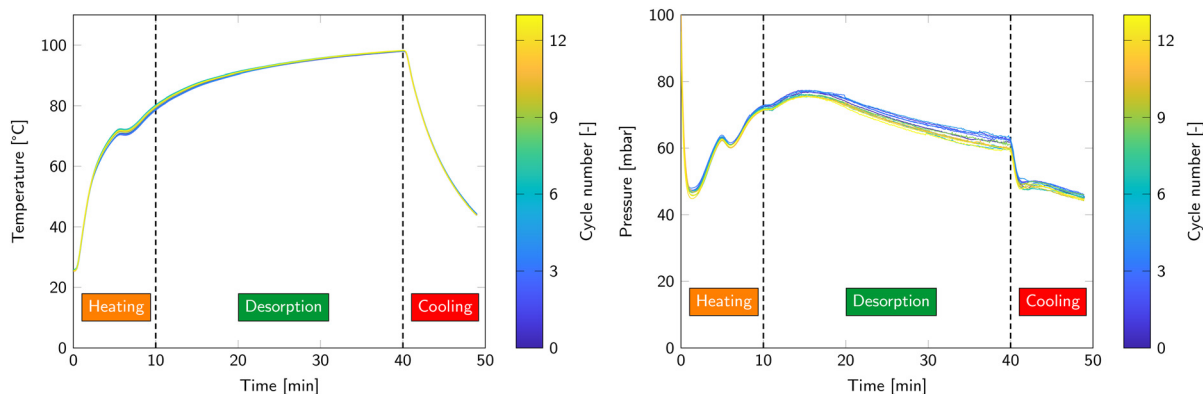 100
80
60
40
20
0
Temperature [°C]
Heating
Desorption
Cooling
0
10
20
30
40
50
Time [min]
12
9
6
3
0
Cycle number [-]
100
80
60
40
20
0
Pressure [mbar]
Heating
Desorption
Cooling
0
10
20
30
40
50
Time [min]
12
9
6
3
0
Cycle number [-]